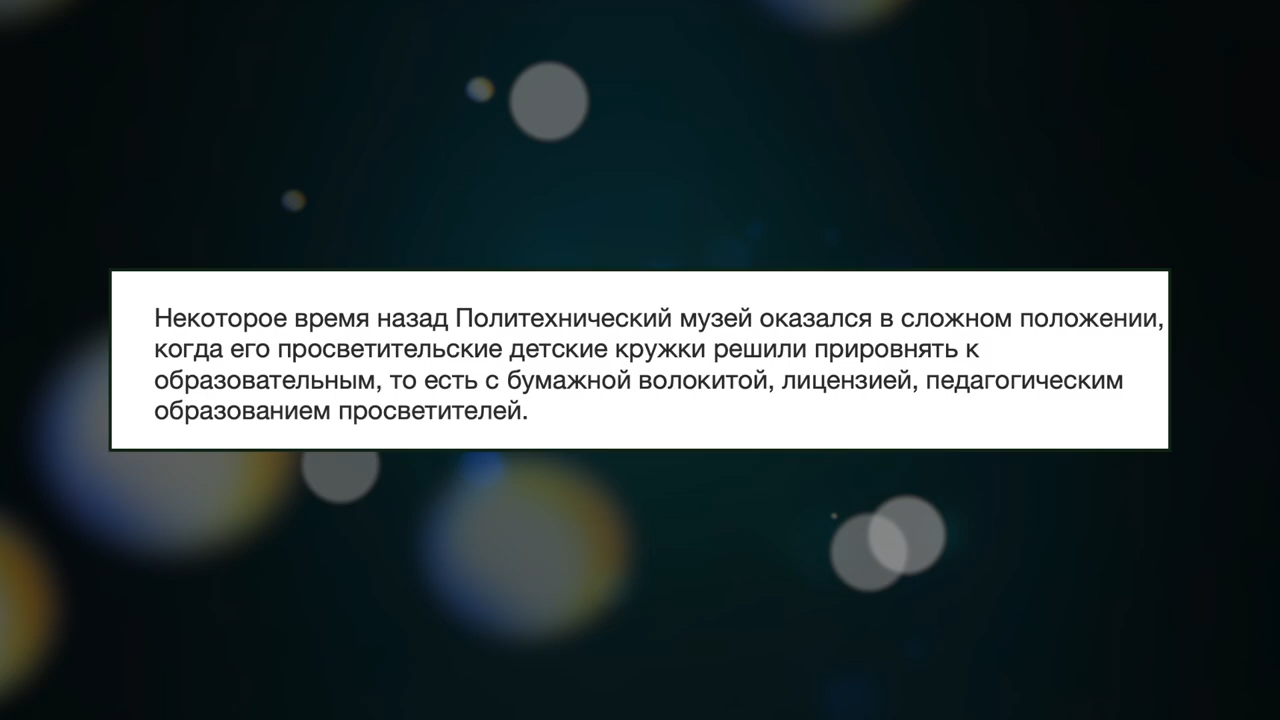 Некоторое время назад Политехнический музей оказался в сложном положении,
когда его просветительские детские кружки решили прировнять к
образовательным, то есть с бумажной волокитой, лицензией, педагогическим
образованием просветителей.